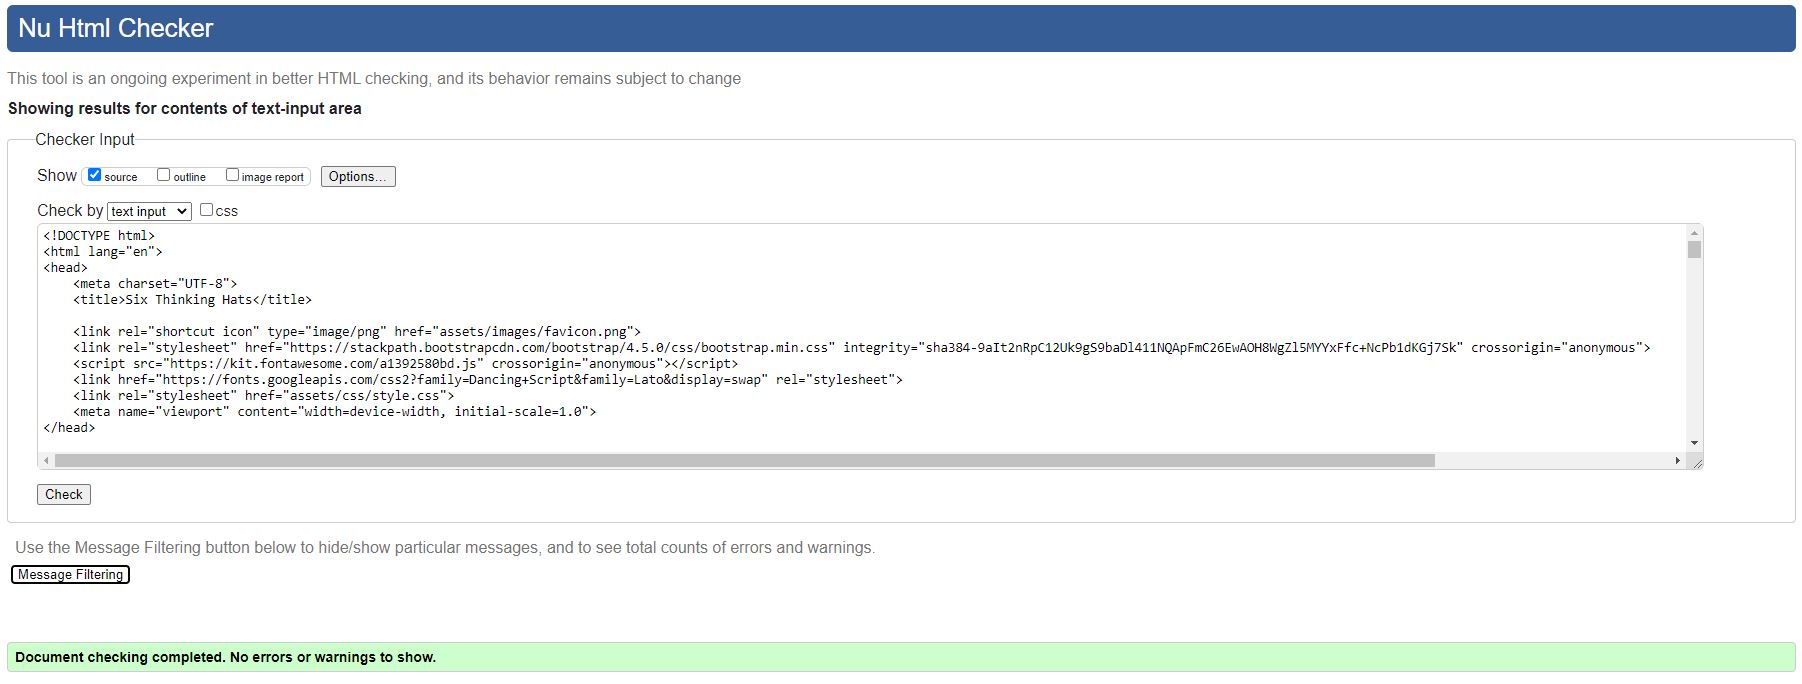 Nu Html Checker
This tool is an ongoing experiment in better HTML checking, and its behavior remains subject to change
Showing results for contents of text-input area
Checker Input
Show source outline image report Options...
Check by text input css
<!DOCTYPE html>
<html lang="en">
<head>
    <meta charset="UTF-8">
    <title>Six Thinking Hats</title>
    <link rel="shortcut icon" type="image/png" href="assets/images/favicon.png">
    <link rel="stylesheet" href="https://stackpath.bootstrapcdn.com/bootstrap/4.5.0/css/bootstrap.min.css" integrity="sha384-9aIt2nRpC12Uk9gS9baDl411NQApFmC26EwAOH8WgZl5MYYxFfc+NcPb1dKGj7Sk" crossorigin="anonymous">
    <script src="https://kit.fontawesome.com/a1392580bd.js" crossorigin="anonymous"></script>
    <link href="https://fonts.googleapis.com/css2?family=Dancing+Script&family=Lato&display=swap" rel="stylesheet">
    <link rel="stylesheet" href="assets/css/style.css">
    <meta name="viewport" content="width=device-width, initial-scale=1.0">
</head>
Check
Use the Message Filtering button below to hide/show particular messages, and to see total counts of errors and warnings.
Message Filtering
Document checking completed. No errors or warnings to show.